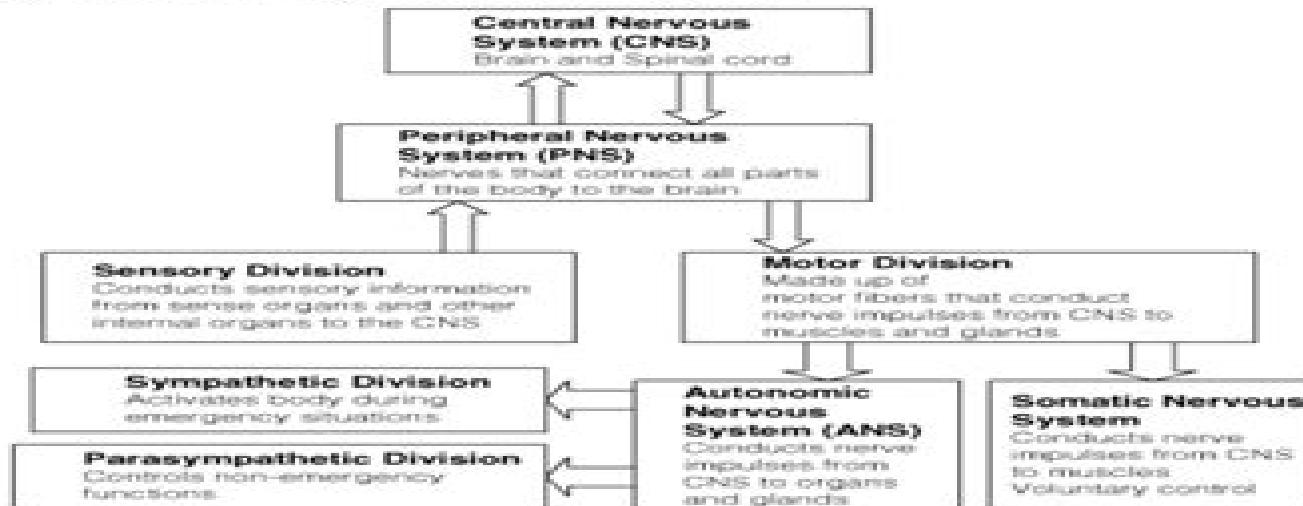 Central Nervous
System (CNS)
Brain and Spinal cord
Peripheral Nervous
System (PNS)
Nerves that connect all parts
of the body to the brain
Sensory Division
Conducts sensory information
from sense organs and other
internal organs to the CNS
Motor Division
Made up of
motor fibers that conduct
nerve impulses from CNS to
muscles and glands
Sympathetic Division
Activates body during
emergency situations
Parasympathetic Division
Controls non-emergency
functions
Autonomic
Nervous
System (ANS)
Conducts nerve
impulses from
CNS to organs
and glands
Somatic Nervous
System
Conducts nerve
impulses from CNS
to muscles
Voluntary control